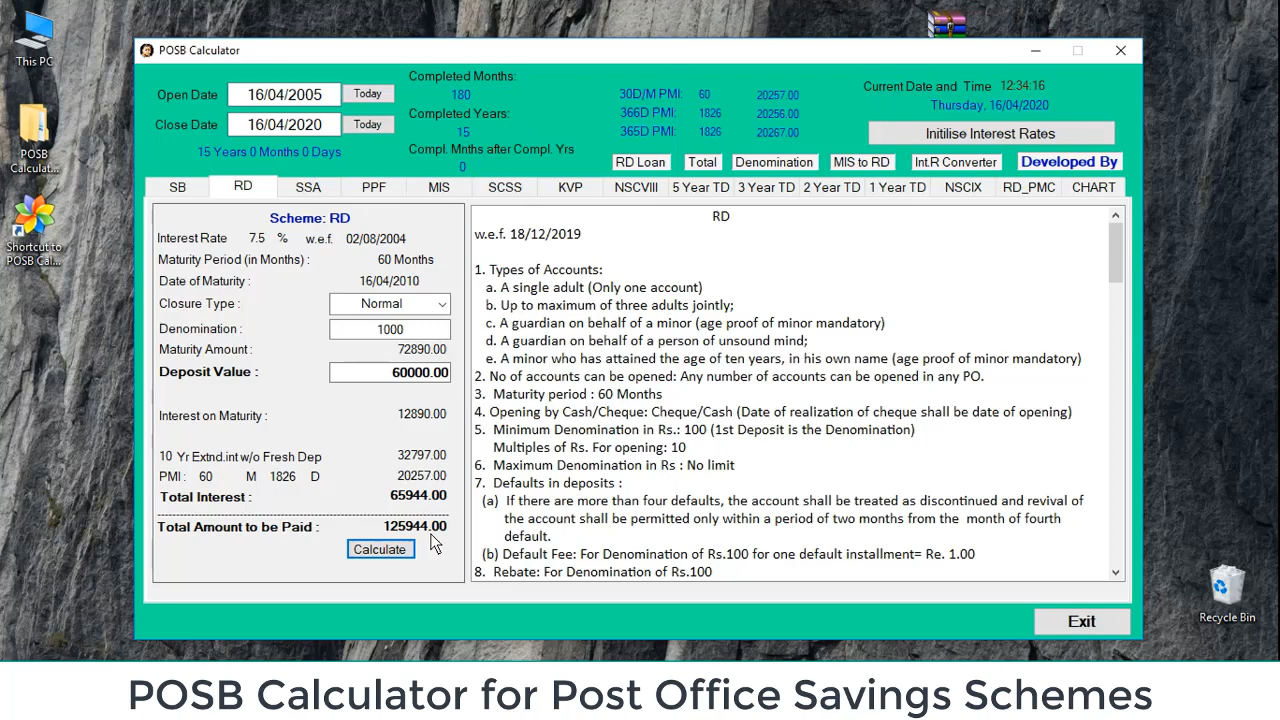 This PC
POSB
Calculat...
Shortcut to
POSB Cal...
POSB Calculator
Open Date 16/04/2005 Today
Close Date 16/04/2020 Today
15 Years 0 Months 0 Days
Completed Months:
180
Completed Years:
15
Compl. Mnths after Compl. Yrs
0
30D/M PMI: 60 20257.00
366D PMI: 1826 20256.00
365D PMI: 1826 20267.00
Current Date and Time 12:34:16
Thursday, 16/04/2020
Initilise Interest Rates
RD Loan Total Denomination MIS to RD Int.R Converter Developed By
SB RD SSA PPF MIS SCSS KVP NSCVIII 5 Year TD 3 Year TD 2 Year TD 1 Year TD NSCIX RD_PMC CHART
Scheme: RD
Interest Rate 7.5 % w.e.f. 02/08/2004
Maturity Period (in Months) : 60 Months
Date of Maturity : 16/04/2010
Closure Type : Normal
Denomination : 1000
Maturity Amount : 72890.00
Deposit Value : 60000.00
Interest on Maturity : 12890.00
10 Yr Extnd.int w/o Fresh Dep 32797.00
PMI: 60 M 1826 D 20257.00
Total Interest : 65944.00
Total Amount to be Paid : 125944.00
Calculate
RD
w.e.f. 18/12/2019
1. Types of Accounts:
a. A single adult (Only one account)
b. Up to maximum of three adults jointly;
c. A guardian on behalf of a minor (age proof of minor mandatory)
d. A guardian on behalf of a person of unsound mind;
e. A minor who has attained the age of ten years, in his own name (age proof of minor mandatory)
2. No of accounts can be opened: Any number of accounts can be opened in any PO.
3. Maturity period : 60 Months
4. Opening by Cash/Cheque: Cheque/Cash (Date of realization of cheque shall be date of opening)
5. Minimum Denomination in Rs.: 100 (1st Deposit is the Denomination)
Multiples of Rs. For opening: 10
6. Maximum Denomination in Rs : No limit
7. Defaults in deposits :
(a) If there are more than four defaults, the account shall be treated as discontinued and revival of
the account shall be permitted only within a period of two months from the month of fourth
default.
(b) Default Fee: For Denomination of Rs.100 for one default installment= Re. 1.00
8. Rebate: For Denomination of Rs.100
Exit
Recycle Bin
POSB Calculator for Post Office Savings Schemes